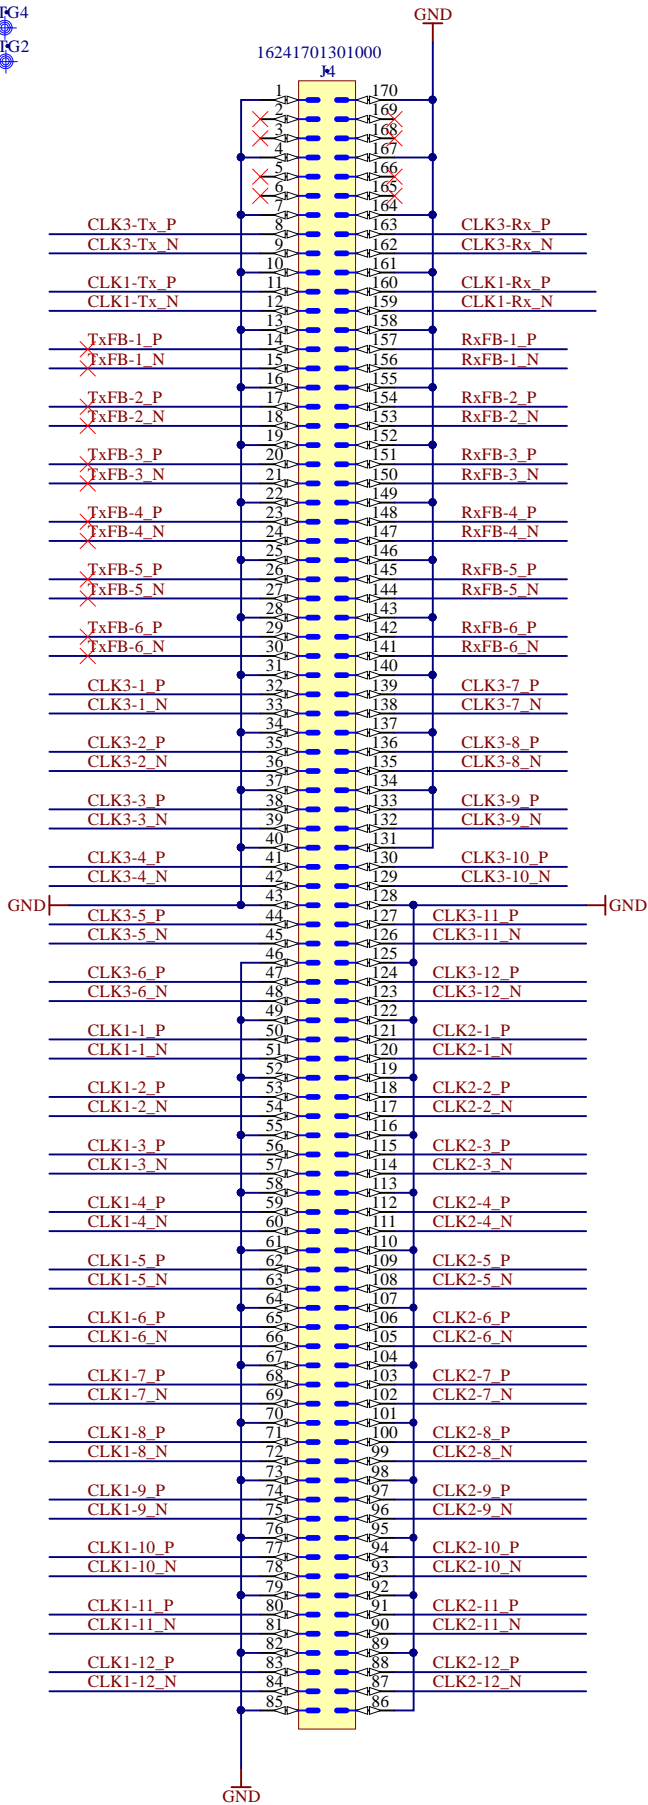 TG4
TG2
GND
16241701301000
J4
1 170
2 169
3 168
4 167
5 166
6 165
7 164
CLK3-Tx_P 8 163 CLK3-Rx_P
CLK3-Tx_N 9 162 CLK3-Rx_N
10 161
CLK1-Tx_P 11 160 CLK1-Rx_P
CLK1-Tx_N 12 159 CLK1-Rx_N
13 158
TxFB-1_P 14 157 RxFB-1_P
TxFB-1_N 15 156 RxFB-1_N
16 155
TxFB-2_P 17 154 RxFB-2_P
TxFB-2_N 18 153 RxFB-2_N
19 152
TxFB-3_P 20 151 RxFB-3_P
TxFB-3_N 21 150 RxFB-3_N
22 149
TxFB-4_P 23 148 RxFB-4_P
TxFB-4_N 24 147 RxFB-4_N
25 146
TxFB-5_P 26 145 RxFB-5_P
TxFB-5_N 27 144 RxFB-5_N
28 143
TxFB-6_P 29 142 RxFB-6_P
TxFB-6_N 30 141 RxFB-6_N
31 140
CLK3-1_P 32 139 CLK3-7_P
CLK3-1_N 33 138 CLK3-7_N
34 137
CLK3-2_P 35 136 CLK3-8_P
CLK3-2_N 36 135 CLK3-8_N
37 134
CLK3-3_P 38 133 CLK3-9_P
CLK3-3_N 39 132 CLK3-9_N
40 131
CLK3-4_P 41 130 CLK3-10_P
CLK3-4_N 42 129 CLK3-10_N
GND 43 128 GND
CLK3-5_P 44 127 CLK3-11_P
CLK3-5_N 45 126 CLK3-11_N
46 125
CLK3-6_P 47 124 CLK3-12_P
CLK3-6_N 48 123 CLK3-12_N
49 122
CLK1-1_P 50 121 CLK2-1_P
CLK1-1_N 51 120 CLK2-1_N
52 119
CLK1-2_P 53 118 CLK2-2_P
CLK1-2_N 54 117 CLK2-2_N
55 116
CLK1-3_P 56 115 CLK2-3_P
CLK1-3_N 57 114 CLK2-3_N
58 113
CLK1-4_P 59 112 CLK2-4_P
CLK1-4_N 60 111 CLK2-4_N
61 110
CLK1-5_P 62 109 CLK2-5_P
CLK1-5_N 63 108 CLK2-5_N
64 107
CLK1-6_P 65 106 CLK2-6_P
CLK1-6_N 66 105 CLK2-6_N
67 104
CLK1-7_P 68 103 CLK2-7_P
CLK1-7_N 69 102 CLK2-7_N
70 101
CLK1-8_P 71 100 CLK2-8_P
CLK1-8_N 72 99 CLK2-8_N
73 98
CLK1-9_P 74 97 CLK2-9_P
CLK1-9_N 75 96 CLK2-9_N
76 95
CLK1-10_P 77 94 CLK2-10_P
CLK1-10_N 78 93 CLK2-10_N
79 92
CLK1-11_P 80 91 CLK2-11_P
CLK1-11_N 81 90 CLK2-11_N
82 89
CLK1-12_P 83 88 CLK2-12_P
CLK1-12_N 84 87 CLK2-12_N
85 86
GND